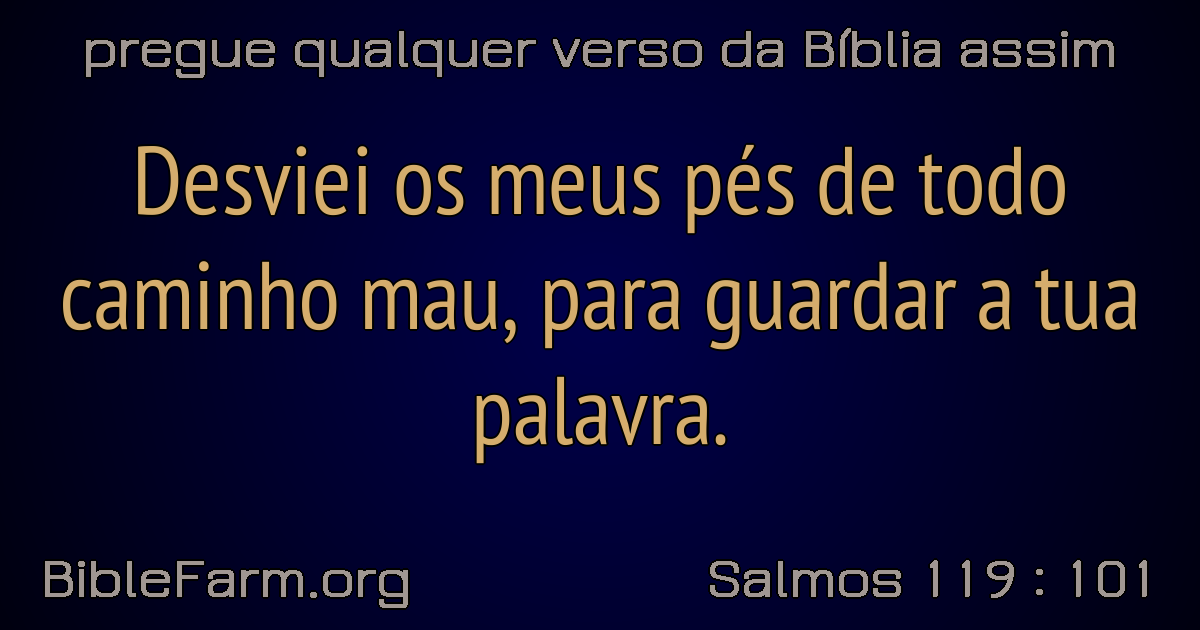 pregue qualquer verso da Bíblia assim
Desviei os meus pés de todo
caminho mau, para guardar a tua
palavra.
BibleFarm.org
Salmos 119 : 101